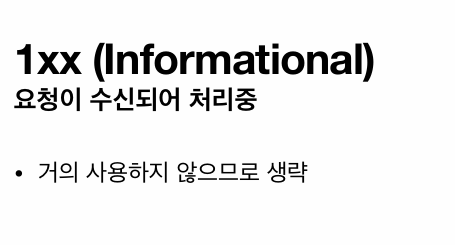 1xx (Informational)
요청이 수신되어 처리중
• 거의 사용하지 않으므로 생략